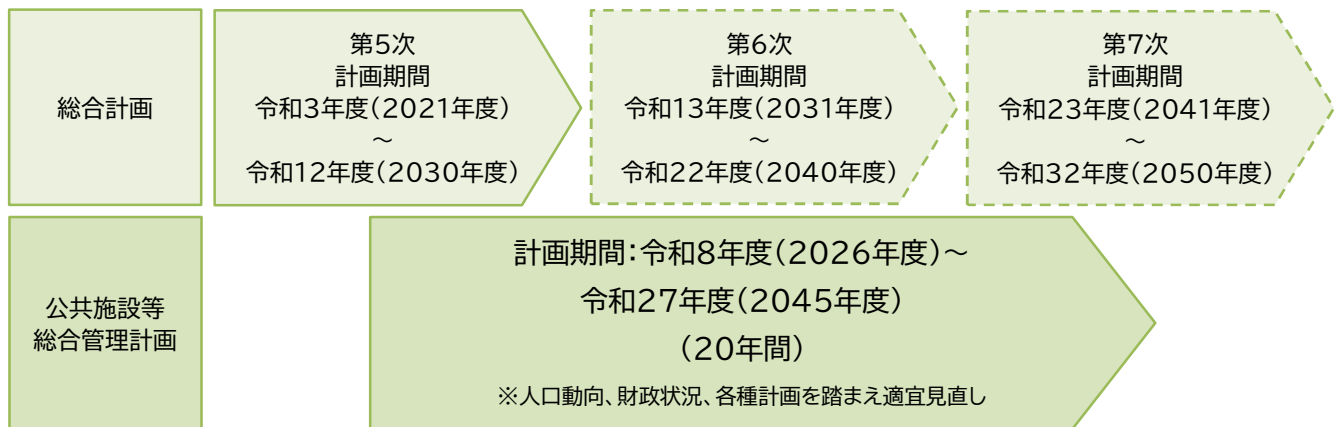 総合計画
第5次
計画期間
令和3年度(2021年度)
～
令和12年度(2030年度)
第6次
計画期間
令和13年度(2031年度)
～
令和22年度(2040年度)
第7次
計画期間
令和23年度(2041年度)
～
令和32年度(2050年度)
公共施設等
総合管理計画
計画期間：令和8年度(2026年度)～
令和27年度(2045年度)
(20年間)
※人口動向、財政状況、各種計画を踏まえ適宜見直し